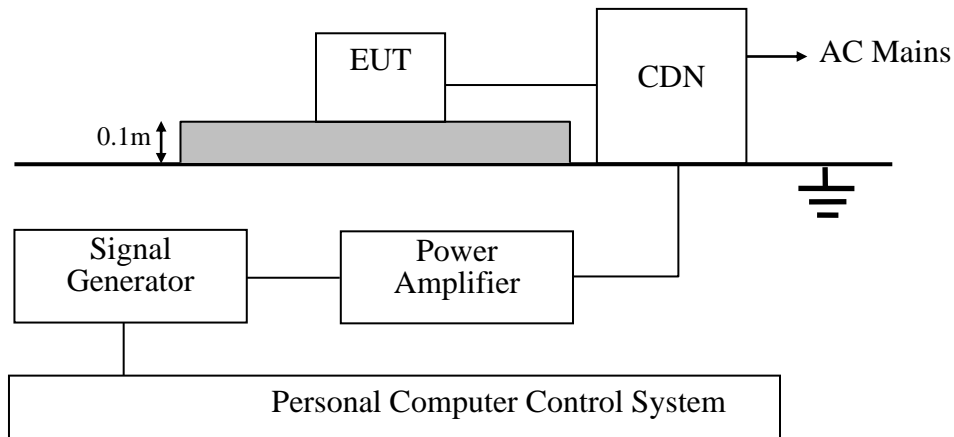 EUT
CDN
AC Mains
0.1m
Signal
Generator
Power
Amplifier
Personal Computer Control System